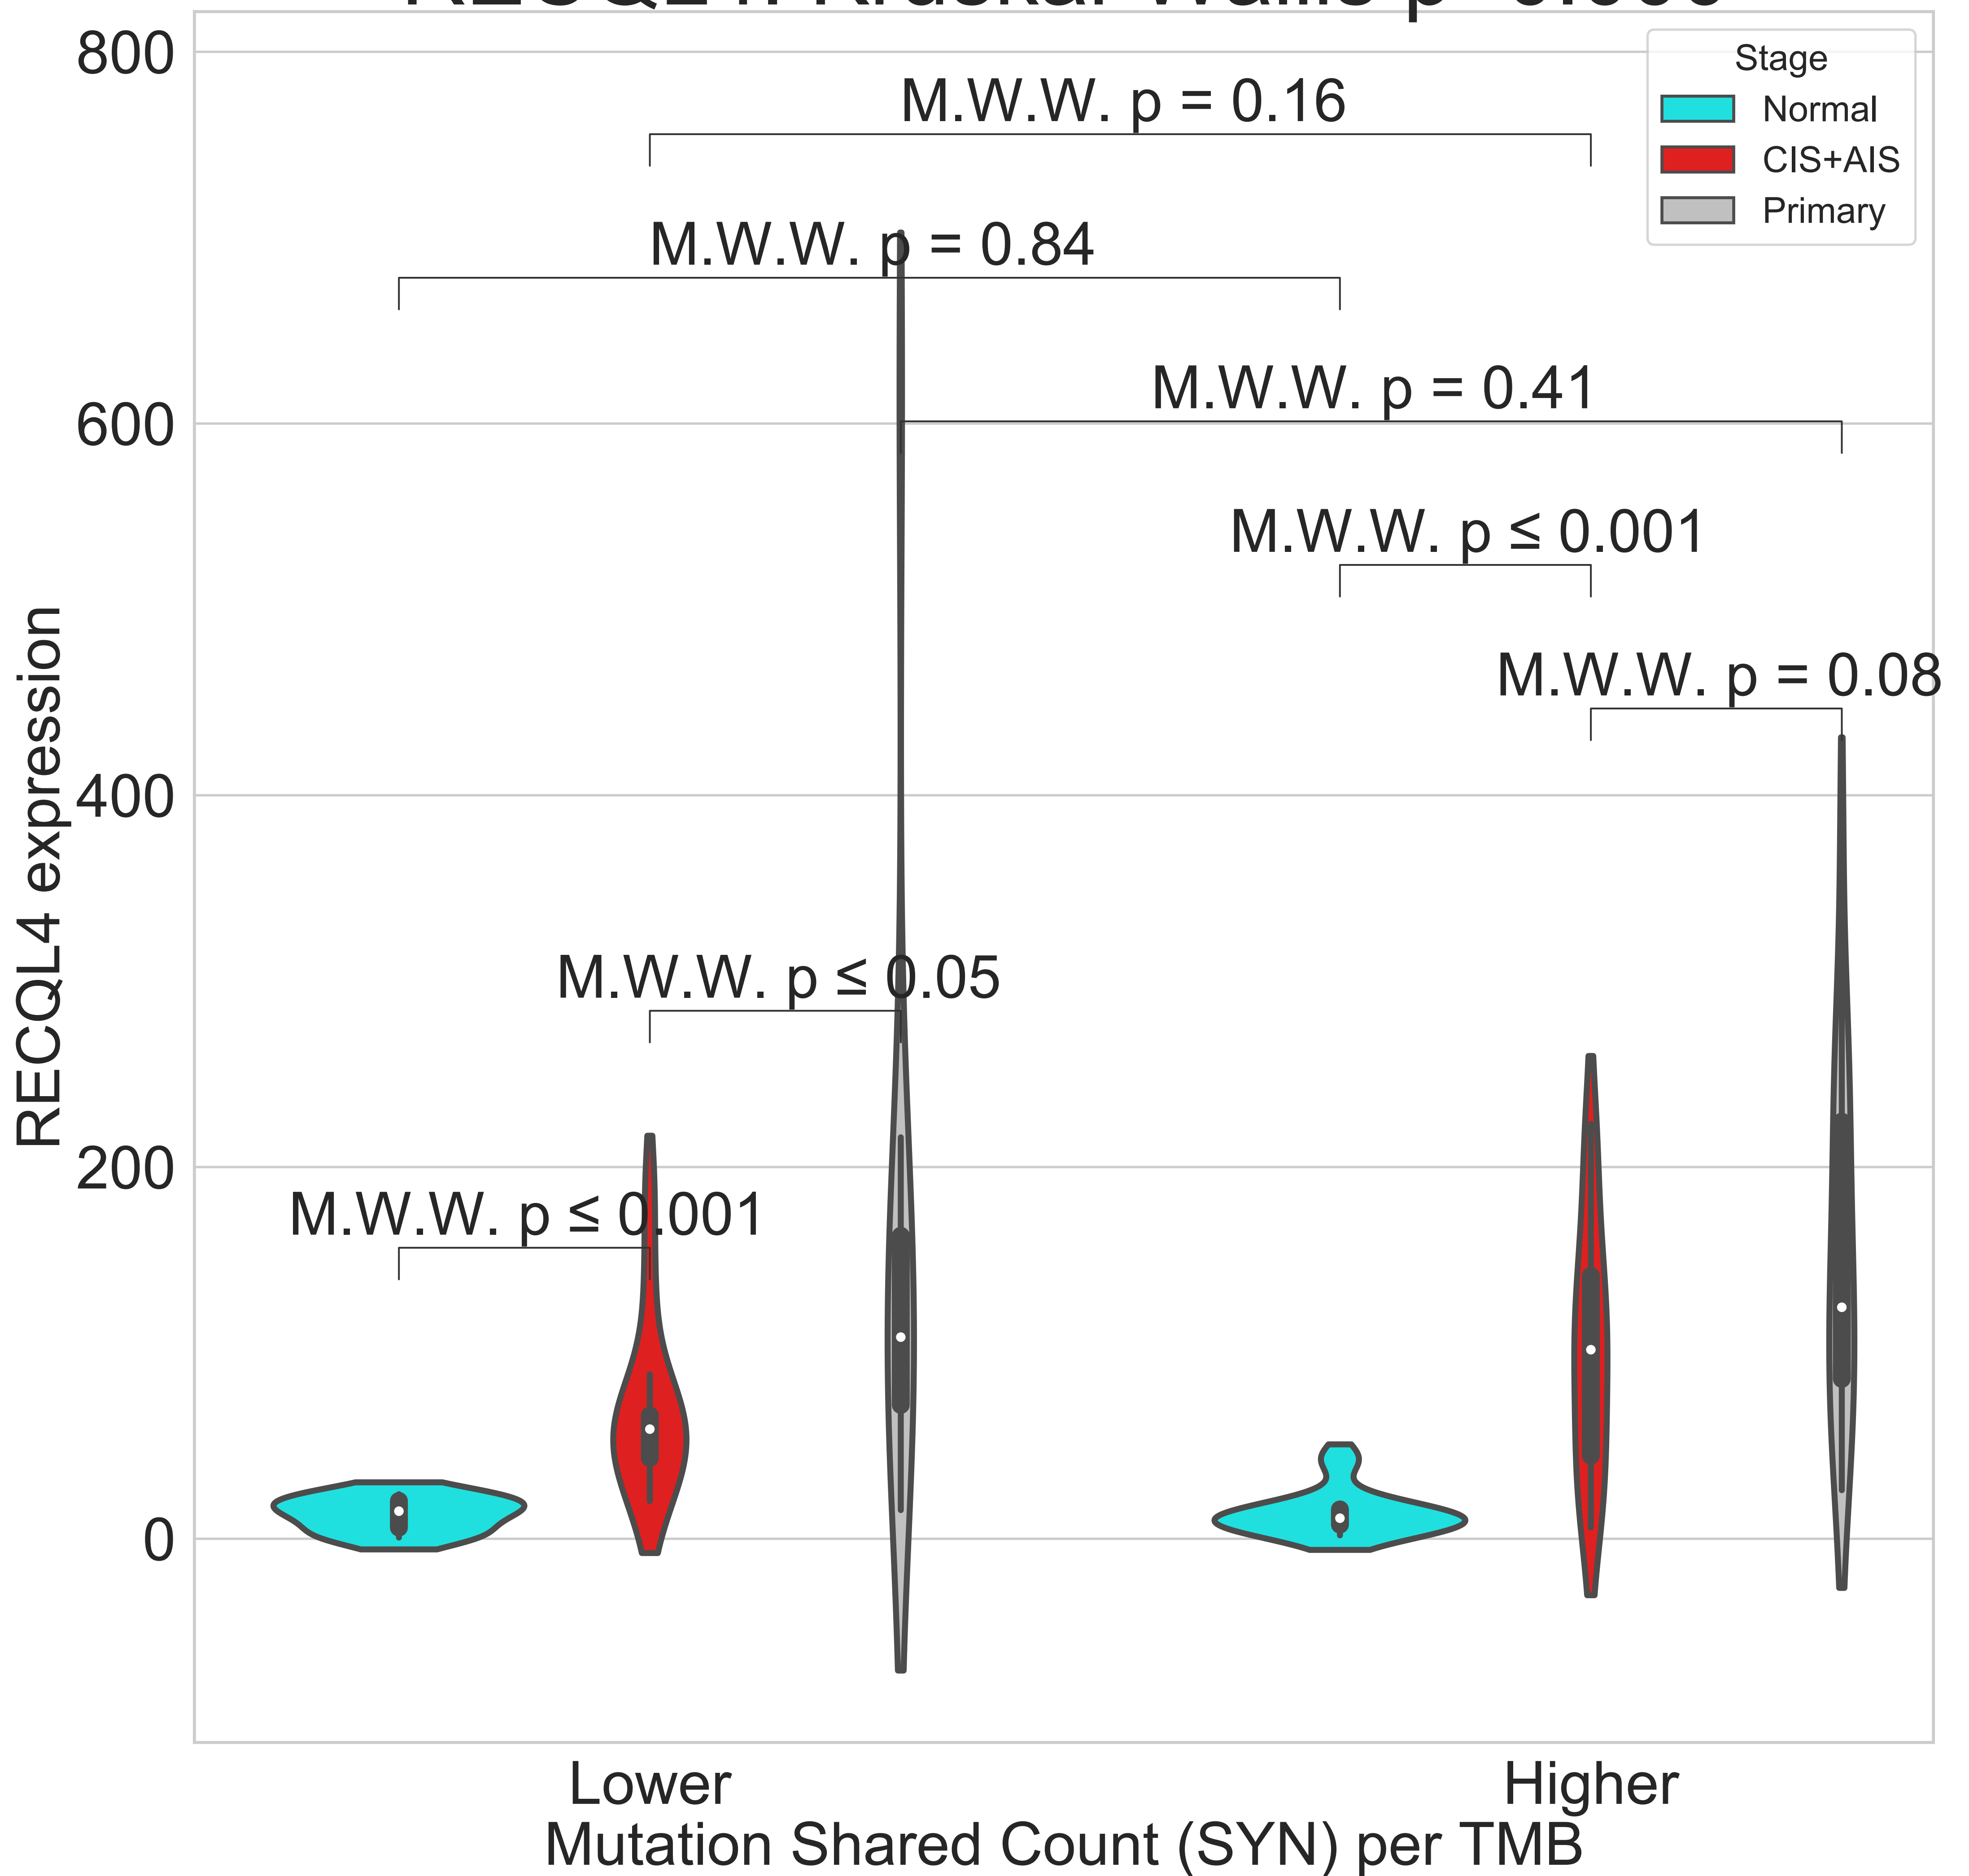 800
Stage
Normal
CIS+AIS
Primary
M.W.W. p = 0.16
M.W.W. p = 0.84
M.W.W. p = 0.41
600
M.W.W. p ≤ 0.001
M.W.W. p = 0.08
RECQL4 expression
400
M.W.W. p ≤ 0.05
200
M.W.W. p ≤ 0.001
0
Lower
Higher
Mutation Shared Count (SYN) per TMB